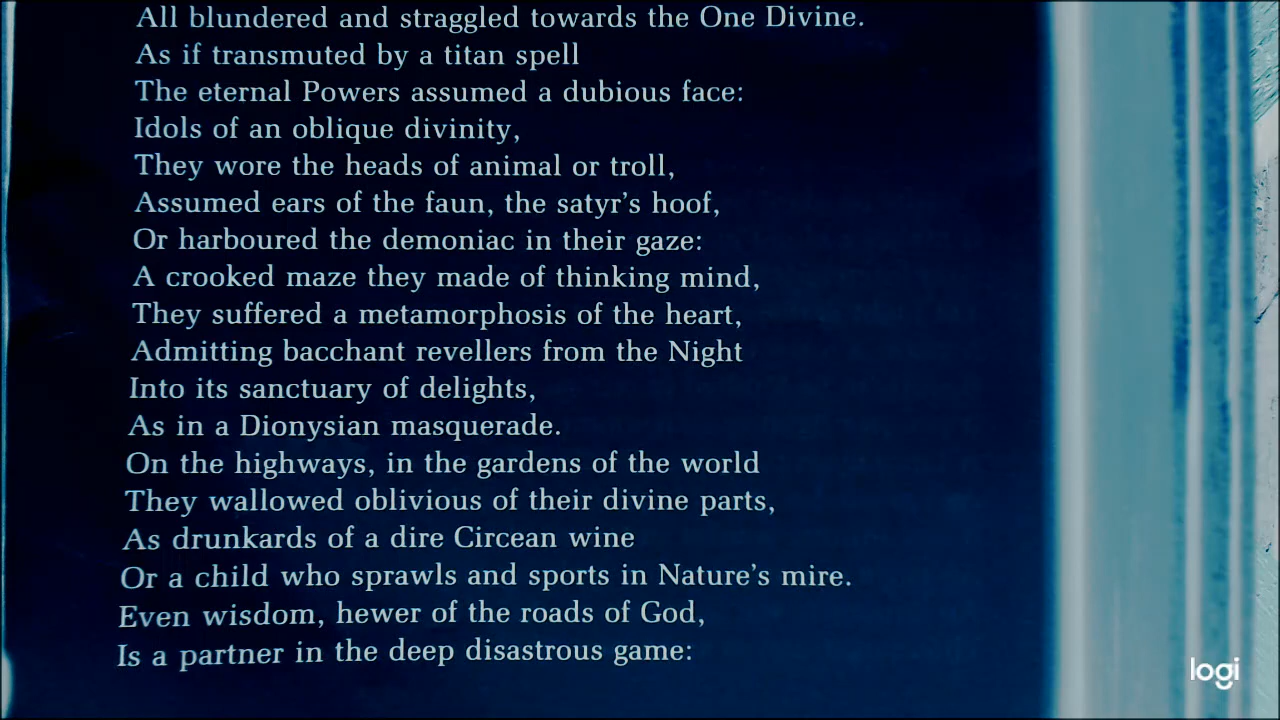 All blundered and straggled towards the One Divine.
As if transmuted by a titan spell
The eternal Powers assumed a dubious face:
Idols of an oblique divinity,
They wore the heads of animal or troll,
Assumed ears of the faun, the satyr's hoof,
Or harboured the demoniac in their gaze:
A crooked maze they made of thinking mind,
They suffered a metamorphosis of the heart,
Admitting bacchant revellers from the Night
Into its sanctuary of delights,
As in a Dionysian masquerade.
On the highways, in the gardens of the world
They wallowed oblivious of their divine parts,
As drunkards of a dire Circean wine
Or a child who sprawls and sports in Nature's mire.
Even wisdom, hewer of the roads of God,
Is a partner in the deep disastrous game:
logi